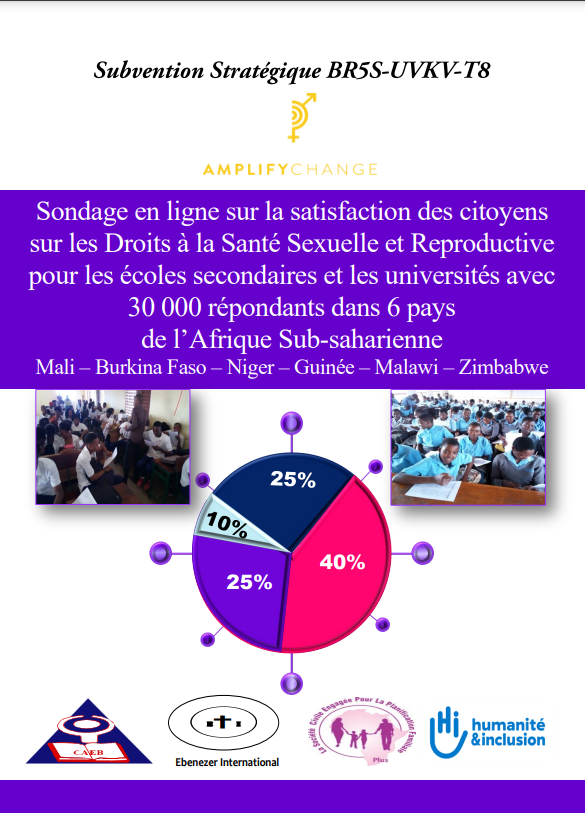 Subvention Stratégique BR5S-UVKV-T8
AMPLIFYCHANGE
Sondage en ligne sur la satisfaction des citoyens
sur les Droits à la Santé Sexuelle et Reproductive
pour les écoles secondaires et les universités avec
30 000 répondants dans 6 pays
de l’Afrique Sub-saharienne
Mali – Burkina Faso – Niger – Guinée – Malawi – Zimbabwe
25%
10%
40%
25%
CAEB
Ebenezer International
La Société Civile Engagée Pour La Planification Familiale
Plus
Hi
humanité
&inclusion